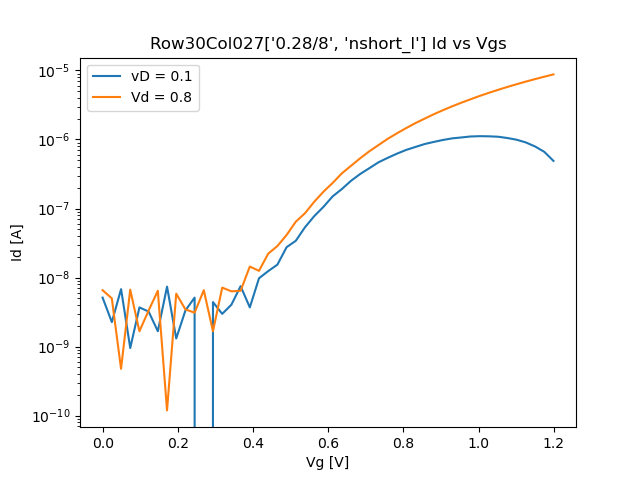 Row30Col027['0.28/8', 'nshort_l'] Id vs Vgs
vD = 0.1
Vd = 0.8
Id [A]
10⁻⁵
10⁻⁶
10⁻⁷
10⁻⁸
10⁻⁹
10⁻¹⁰
0.0 0.2 0.4 0.6 0.8 1.0 1.2
Vg [V]